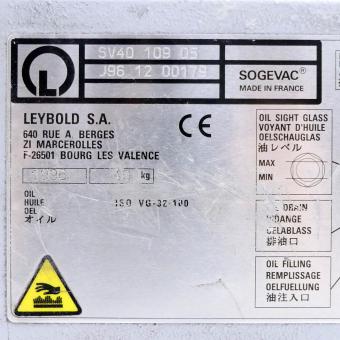 SV40 109 D5
J96 12 00179
SOGEVAC®
MADE IN FRANCE
LEYBOLD S.A.
640 RUE A. BERGES
ZI MARCEROLLES
F-26501 BOURG LES VALENCE
CE
1996
kg
OIL
HUILE
OEL
オイル
ISO VG-32-100
OIL SIGHT GLASS
VOYANT D'HUILE
OELSCHAUGLAS
油レベル
MAX
MIN
OIL DRAIN
VIDANGE
OELABLASS
排油口
OIL FILLING
REMPLISSAGE
OELFUELLUNG
油注入口